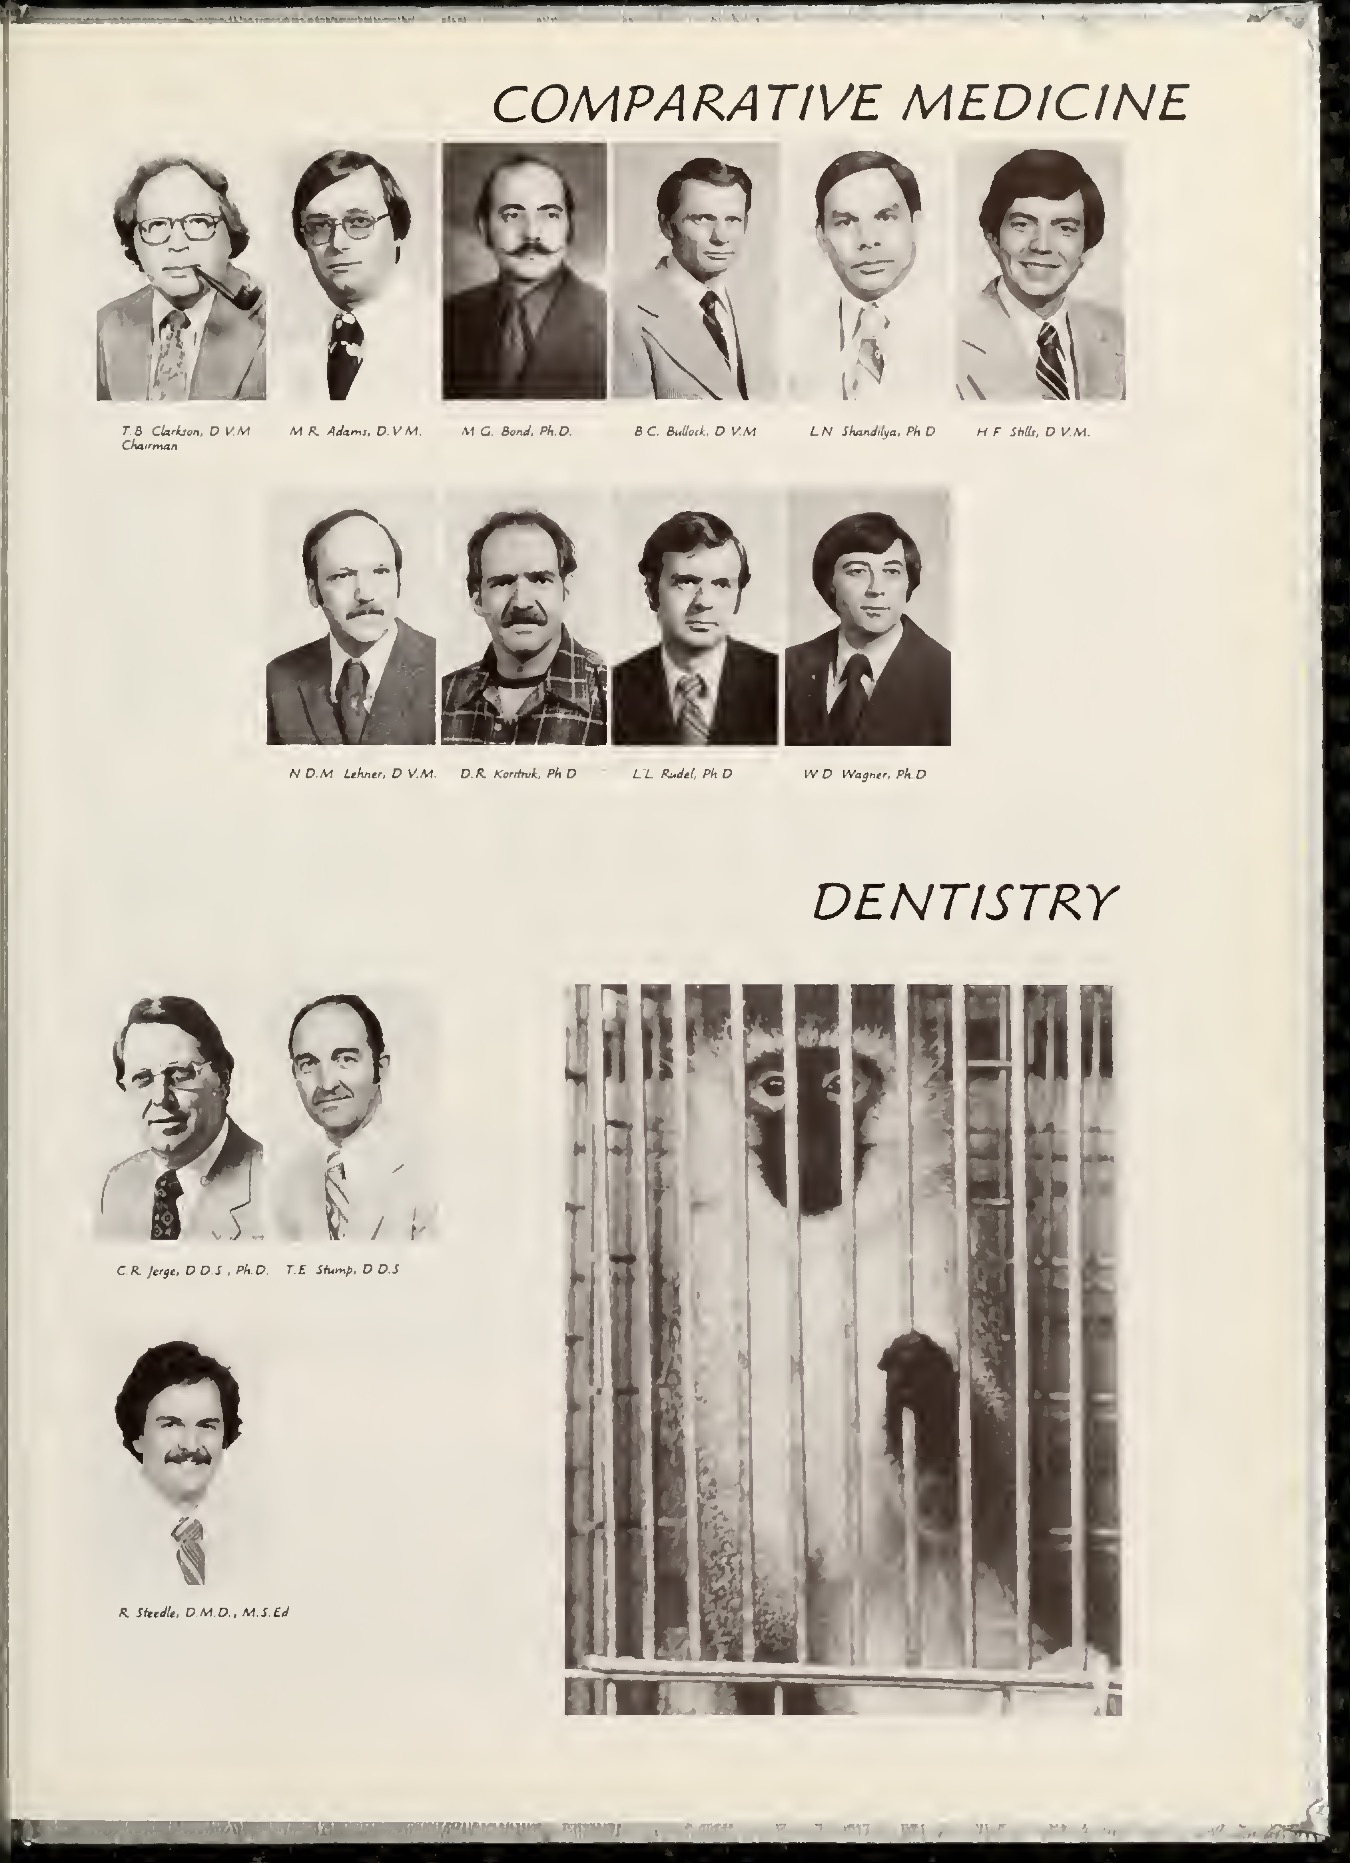 COMPARATIVE MEDICINE
T.B Clarkson, D V.M
Chairman
M R. Adams, D.V M.
M G. Bond, Ph.D.
B C. Bullock, D V.M
L.N Shandilya, Ph D
H F Stills, D V.M.
N D.M Lehner, D V.M.
D.R. Koritnik, Ph D
L L Rudel, Ph D
W D Wagner, Ph.D
DENTISTRY
C.R. Jerge, D D.S , Ph.D.
T.E Stump, D D.S
R. Steedle, D.M.D., M.S.Ed